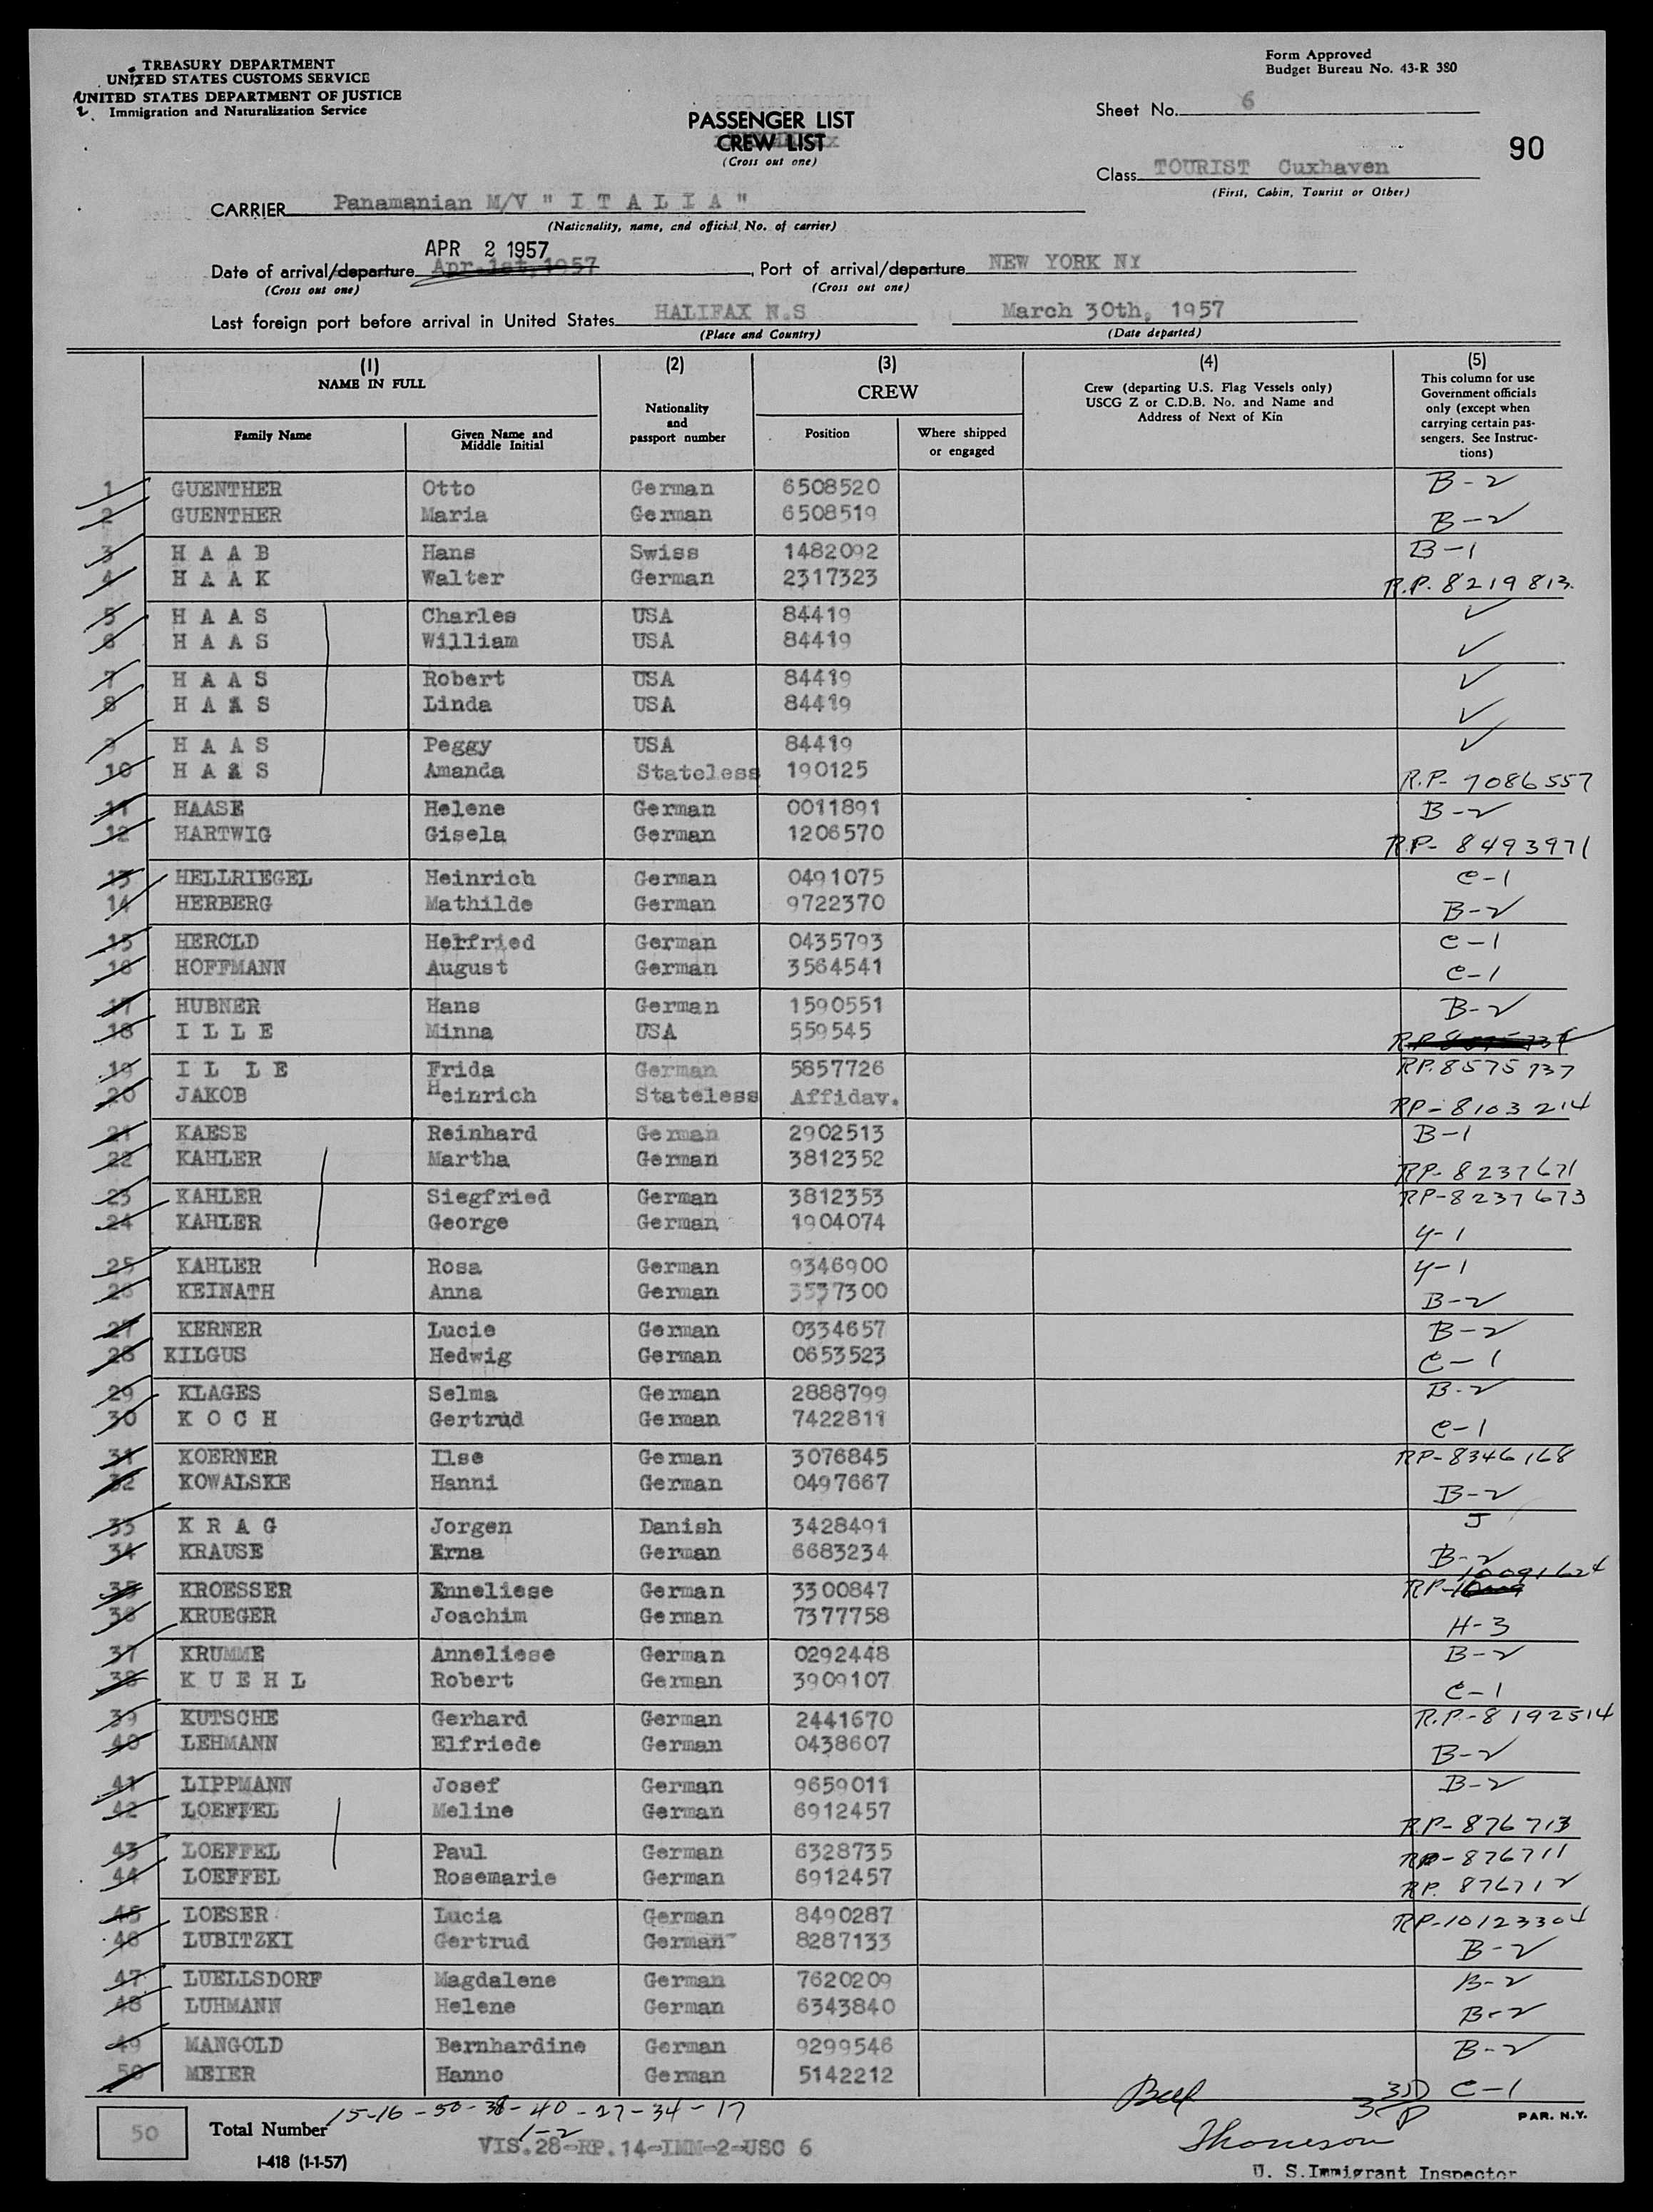 TREASURY DEPARTMENT
UNITED STATES CUSTOMS SERVICE
UNITED STATES DEPARTMENT OF JUSTICE
Immigration and Naturalization Service
Form Approved
Budget Bureau No. 43-R 380
Sheet No. 6
PASSENGER LIST
CREW LIST
(Cross out one)
90
Class TOURIST Cuxhaven
(First, Cabin, Tourist or Other)
CARRIER Panamanian M/V " I T A L I A "
(Nationality, name, and official No. of carrier)
APR 2 1957
Date of arrival/departure Apr.1st,1957, Port of arrival/departure NEW YORK NY
(Cross out one) (Cross out one)
Last foreign port before arrival in United States HALIFAX N.S March 30th, 1957
(Place and Country) (Date departed)
(1) NAME IN FULL
Family Name
Given Name and Middle Initial
(2)
Nationality and passport number
(3) CREW
Position
Where shipped or engaged
(4)
Crew (departing U.S. Flag Vessels only)
USCG Z or C.D.B. No. and Name and
Address of Next of Kin
(5)
This column for use
Government officials
only (except when
carrying certain pas-
sengers. See Instruc-
tions)
1 GUENTHER Otto German 6508520 B-2
2 GUENTHER Maria German 6508519 B-2
3 H A A B Hans Swiss 1482092 B-1
4 H A A K Walter German 2317323 R.P. 8219813.
5 H A A S Charles USA 84419 ✓
6 H A A S William USA 84419 ✓
7 H A A S Robert USA 84419 ✓
8 H A A S Linda USA 84419 ✓
9 H A A S Peggy USA 84419 ✓
10 H A A S Amanda Stateless 190125 R.P- 7086557
11 HAASE Helene German 0011891 B-2
12 HARTWIG Gisela German 1206570 R.P- 8493971
13 HELLRIEGEL Heinrich German 0491075 C-1
14 HERBERG Mathilde German 9722370 B-2
15 HEROLD Herfried German 0435793 C-1
16 HOFFMANN August German 3564541 C-1
17 HUBNER Hans German 1590551 B-2
18 I L L E Minna USA 559545
19 I L L E Frida German 5857726 RP. 8575737
20 JAKOB Heinrich Stateless Affidav. RP-8103214
21 KAESE Reinhard German 2902513 B-1
22 KAHLER Martha German 3812352 RP-8237671
23 KAHLER Siegfried German 3812353 RP-8237673
24 KAHLER George German 1904074 4-1
25 KAHLER Rosa German 9346900 4-1
26 KEINATH Anna German 3537300 B-2
27 KERNER Lucie German 0334657 B-2
28 KILGUS Hedwig German 0653523 C-1
29 KLAGES Selma German 2888799 B-2
30 K O C H Gertrud German 7422811 C-1
31 KOERNER Ilse German 3076845 RP-8346168
32 KOWALSKE Hanni German 0497667 B-2
33 K R A G Jorgen Danish 3428491 J
34 KRAUSE Erna German 6683234 B-2
35 KROESSER Anneliese German 3300847 RP- 10091624
36 KRUEGER Joachim German 7377758 H-3
37 KRUMME Anneliese German 0292448 B-2
38 K U E H L Robert German 3909107 C-1
39 KUTSCHE Gerhard German 2441670 R.P.-8192514
40 LEHMANN Elfriede German 0438607 B-2
41 LIPPMANN Josef German 9659011 B-2
42 LOEFFEL Meline German 6912457 RP-876713
43 LOEFFEL Paul German 6328735 RP-876711
44 LOEFFEL Rosemarie German 6912457 RP. 876712
45 LOESER Lucia German 8490287 RP-10123304
46 LUBITZKI Gertrud German 8287133 B-2
47 LUELLSDORF Magdalene German 7620209 B-2
48 LUHMANN Helene German 6343840 B-2
49 MANGOLD Bernhardine German 9299546 B-2
50 MEIER Hanno German 5142212 C-1
50 Total Number 15-16-50-38-40-27-34-17
1-2
VIS.28-RP.14-IMM-2-USC 6
I-418 (1-1-57)
PAR. N.Y.
U. S.Immigrant Inspector